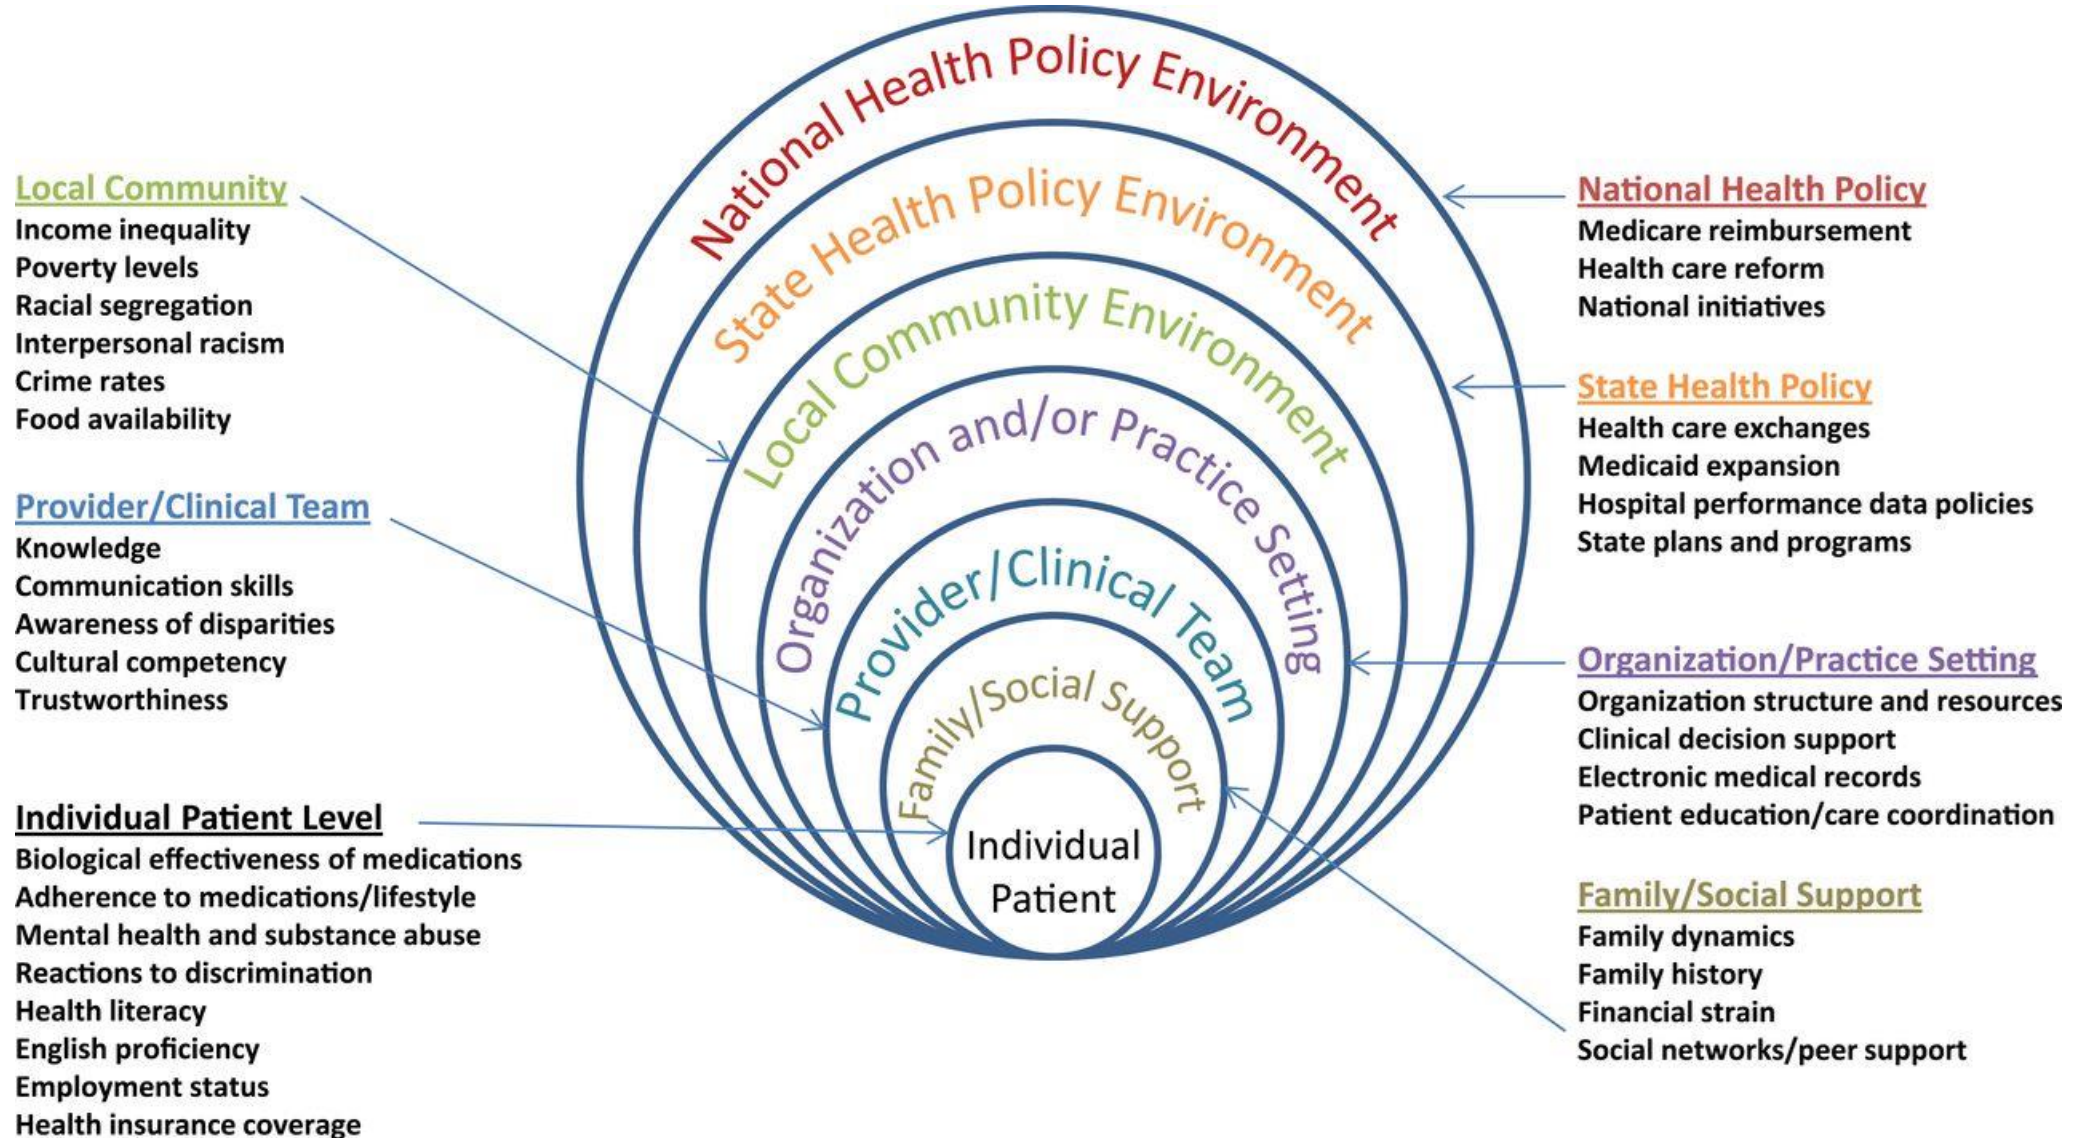 National Health Policy Environment
State Health Policy Environment
Local Community Environment
Organization and/or Practice Setting
Provider/Clinical Team
Family/Social Support
Individual
Patient
Local Community
Income inequality
Poverty levels
Racial segregation
Interpersonal racism
Crime rates
Food availability
Provider/Clinical Team
Knowledge
Communication skills
Awareness of disparities
Cultural competency
Trustworthiness
Individual Patient Level
Biological effectiveness of medications
Adherence to medications/lifestyle
Mental health and substance abuse
Reactions to discrimination
Health literacy
English proficiency
Employment status
Health insurance coverage
National Health Policy
Medicare reimbursement
Health care reform
National initiatives
State Health Policy
Health care exchanges
Medicaid expansion
Hospital performance data policies
State plans and programs
Organization/Practice Setting
Organization structure and resources
Clinical decision support
Electronic medical records
Patient education/care coordination
Family/Social Support
Family dynamics
Family history
Financial strain
Social networks/peer support